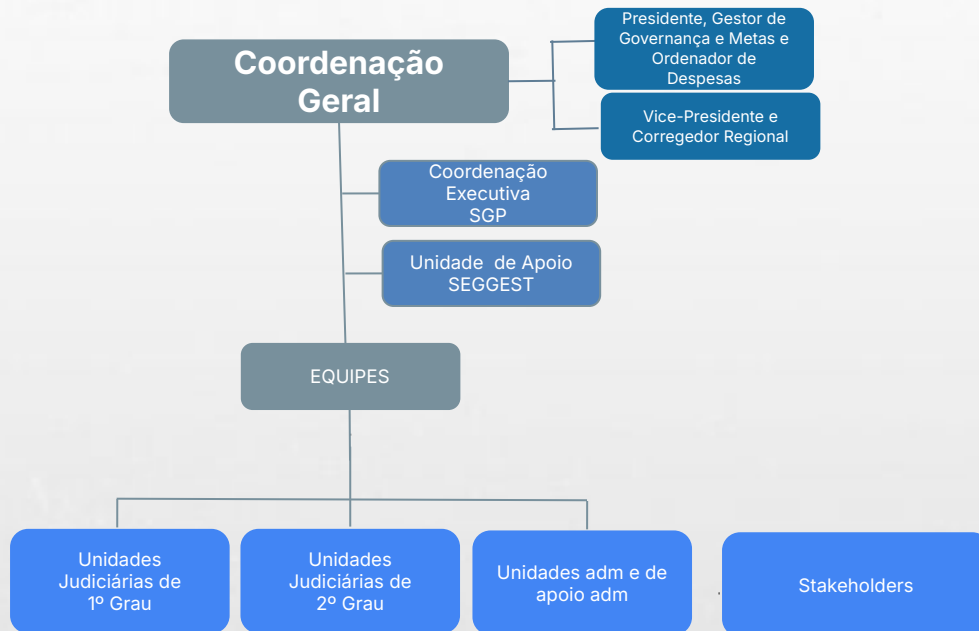 Coordenação
Geral
Presidente, Gestor de
Governança e Metas e
Ordenador de
Despesas
Vice-Presidente e
Corregedor Regional
Coordenação
Executiva
SGP
Unidade de Apoio
SEGGEST
EQUIPES
Unidades
Judiciárias de
1º Grau
Unidades
Judiciárias de
2º Grau
Unidades adm e de
apoio adm
Stakeholders